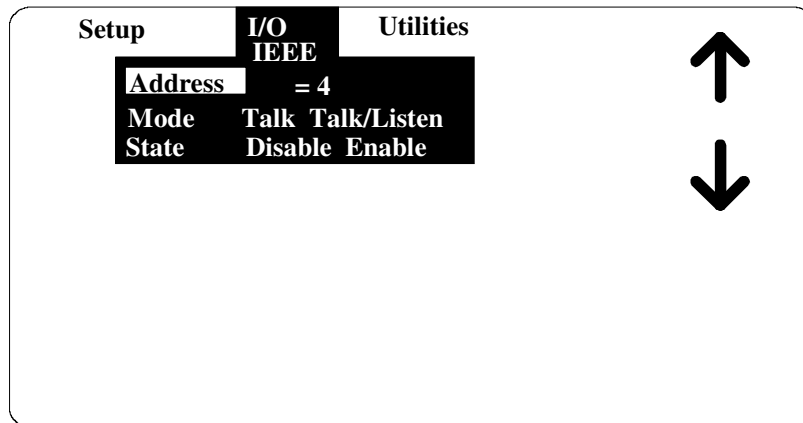 Setup I/O Utilities
IEEE
Address = 4
Mode Talk Talk/Listen
State Disable Enable